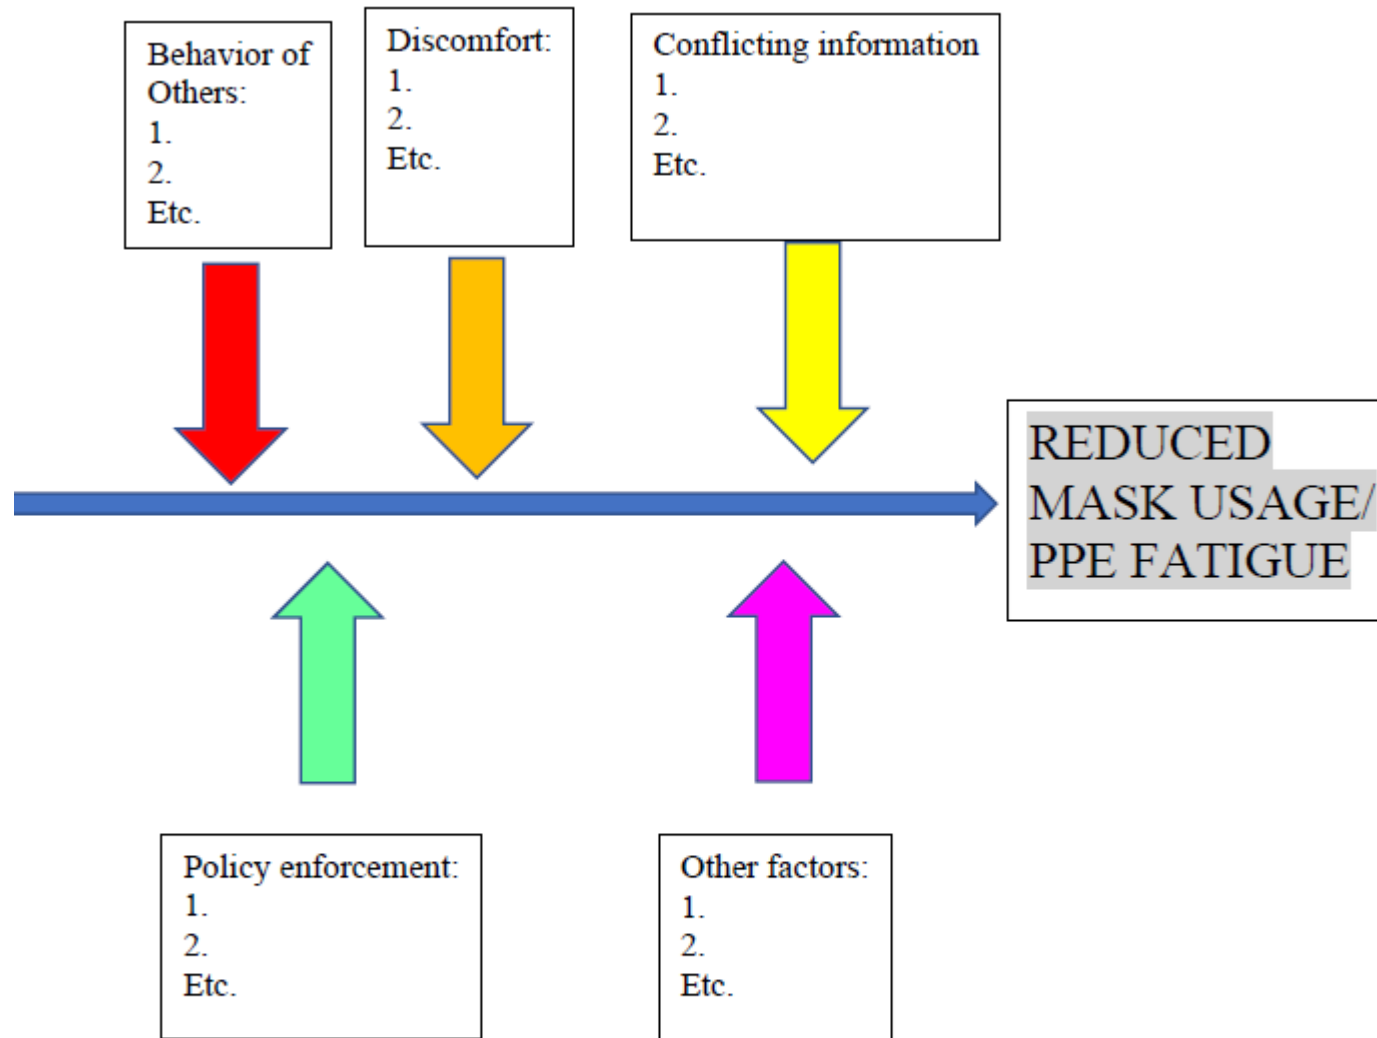 Behavior of
Others:
1.
2.
Etc.
Discomfort:
1.
2.
Etc.
Conflicting information
1.
2.
Etc.
REDUCED
MASK USAGE/
PPE FATIGUE
Policy enforcement:
1.
2.
Etc.
Other factors:
1.
2.
Etc.